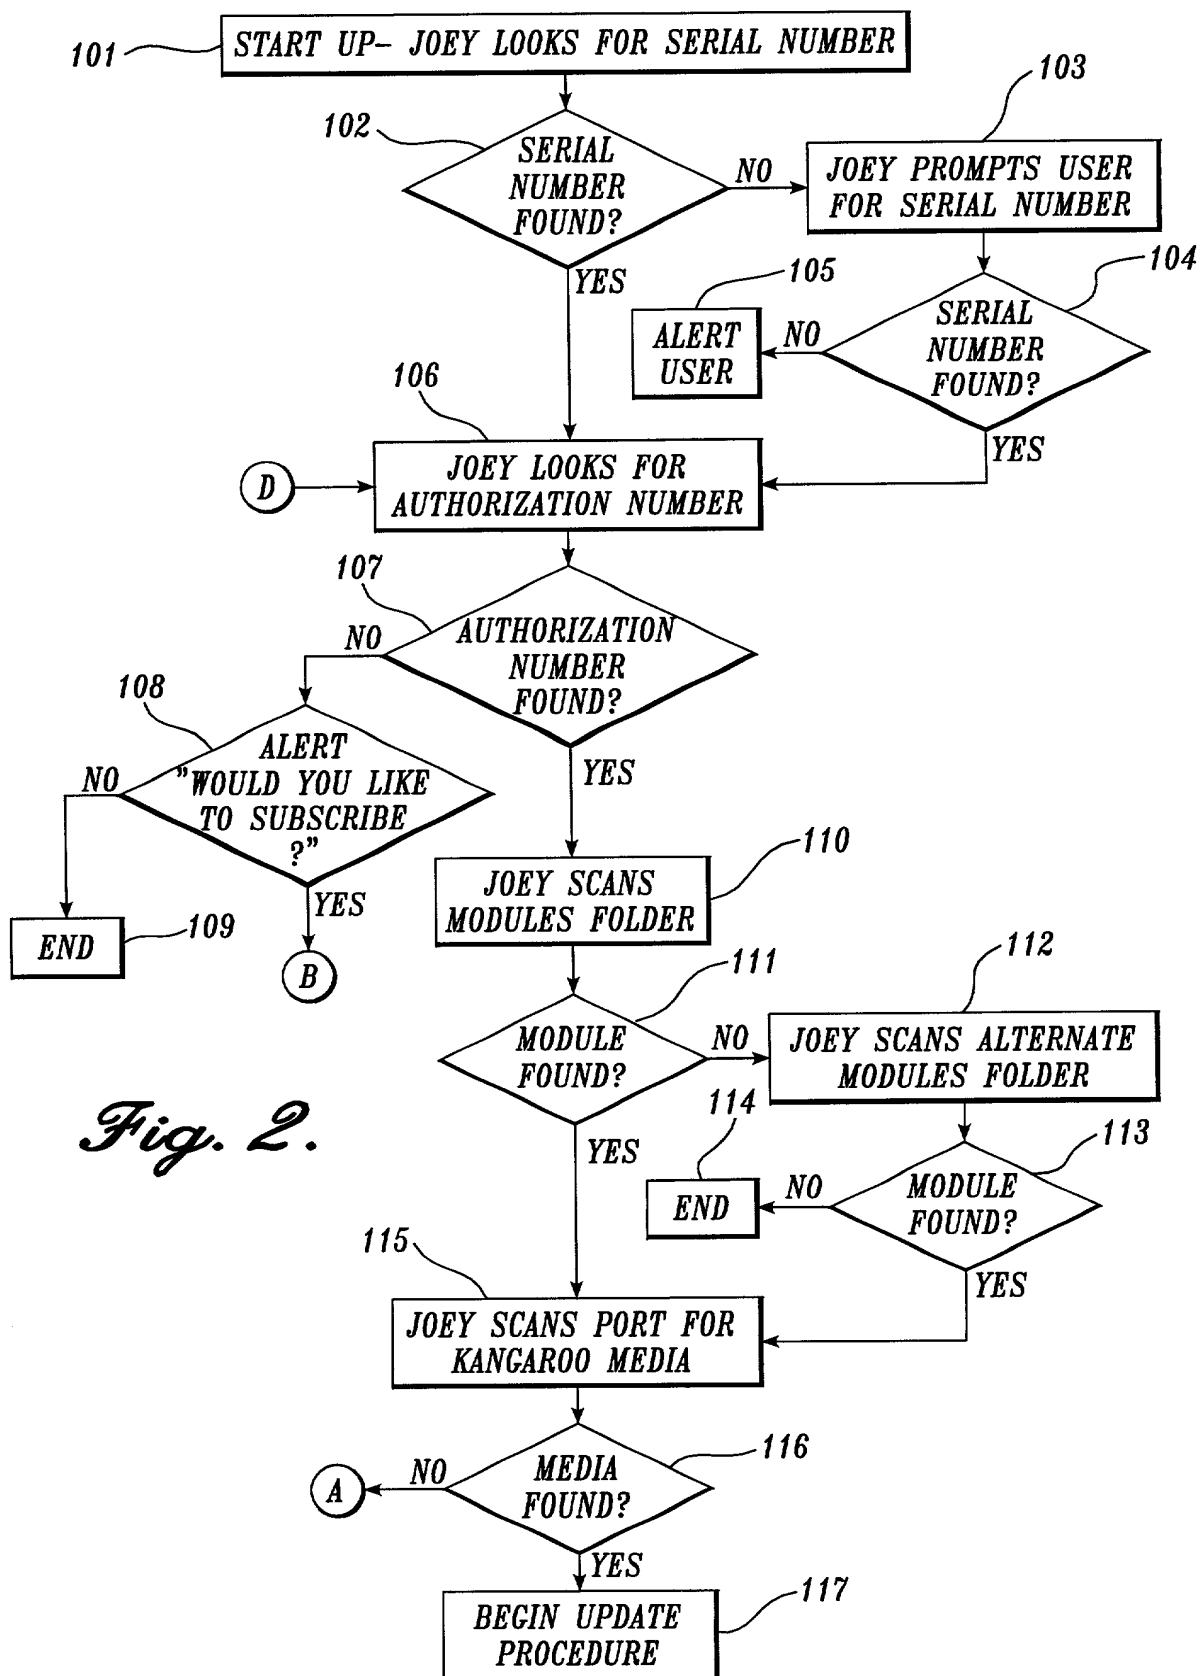 101
START UP- JOEY LOOKS FOR SERIAL NUMBER
102
SERIAL
NUMBER
FOUND?
NO
103
JOEY PROMPTS USER
FOR SERIAL NUMBER
YES
105
104
ALERT
USER
NO
SERIAL
NUMBER
FOUND?
YES
106
D
JOEY LOOKS FOR
AUTHORIZATION NUMBER
107
NO
AUTHORIZATION
NUMBER
FOUND?
YES
108
ALERT
"WOULD YOU LIKE
TO SUBSCRIBE
?"
NO
YES
END
109
B
110
JOEY SCANS
MODULES FOLDER
111
MODULE
FOUND?
NO
112
JOEY SCANS ALTERNATE
MODULES FOLDER
YES
114
113
END
NO
MODULE
FOUND?
YES
Fig. 2.
115
JOEY SCANS PORT FOR
KANGAROO MEDIA
116
A
NO
MEDIA
FOUND?
YES
117
BEGIN UPDATE
PROCEDURE